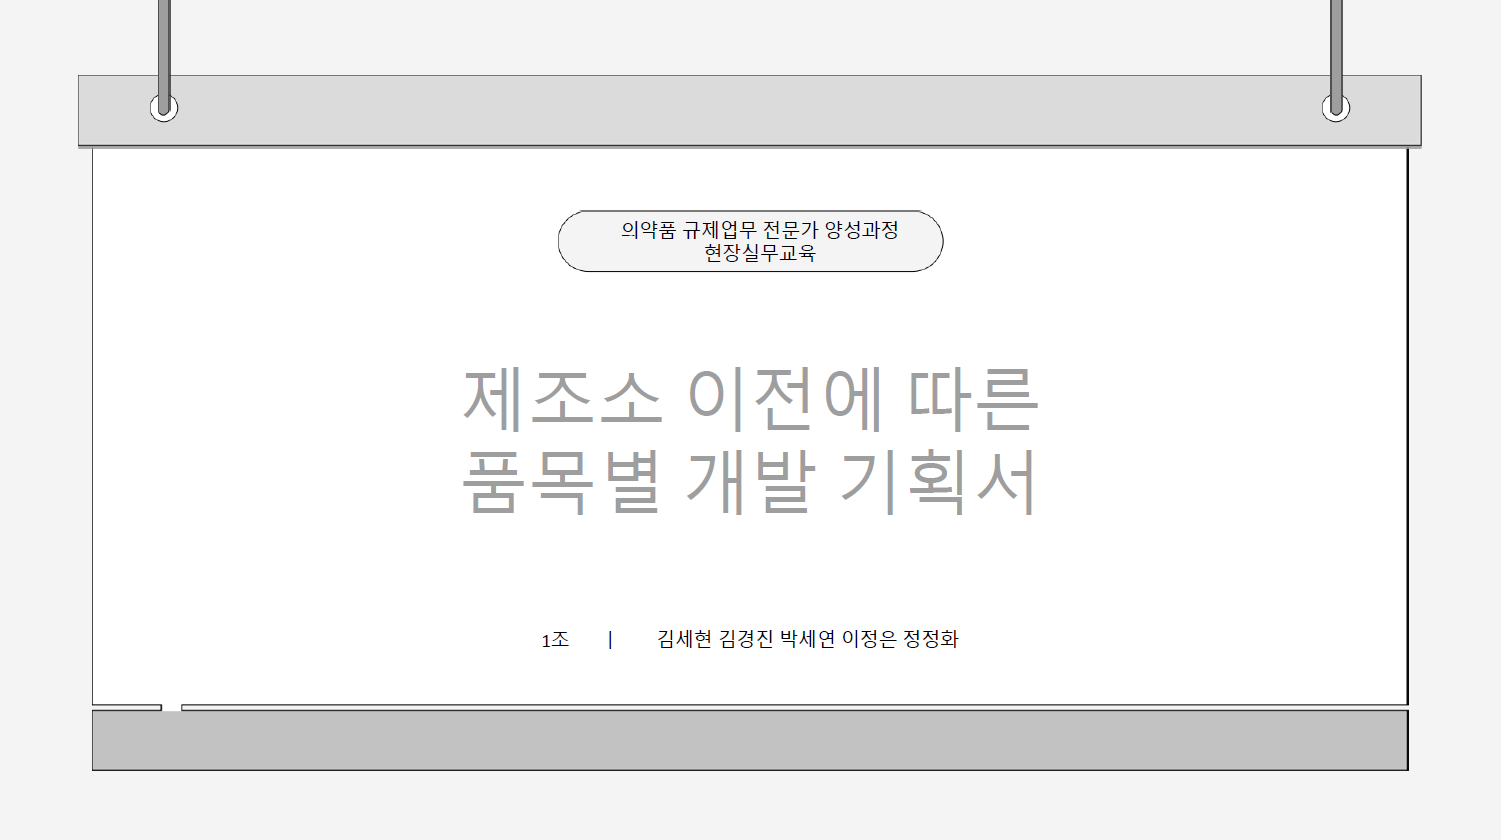 의약품 규제업무 전문가 양성과정
현장실무교육
제조소 이전에 따른
품목별 개발 기획서
1조 | 김세현 김경진 박세연 이정은 정정화